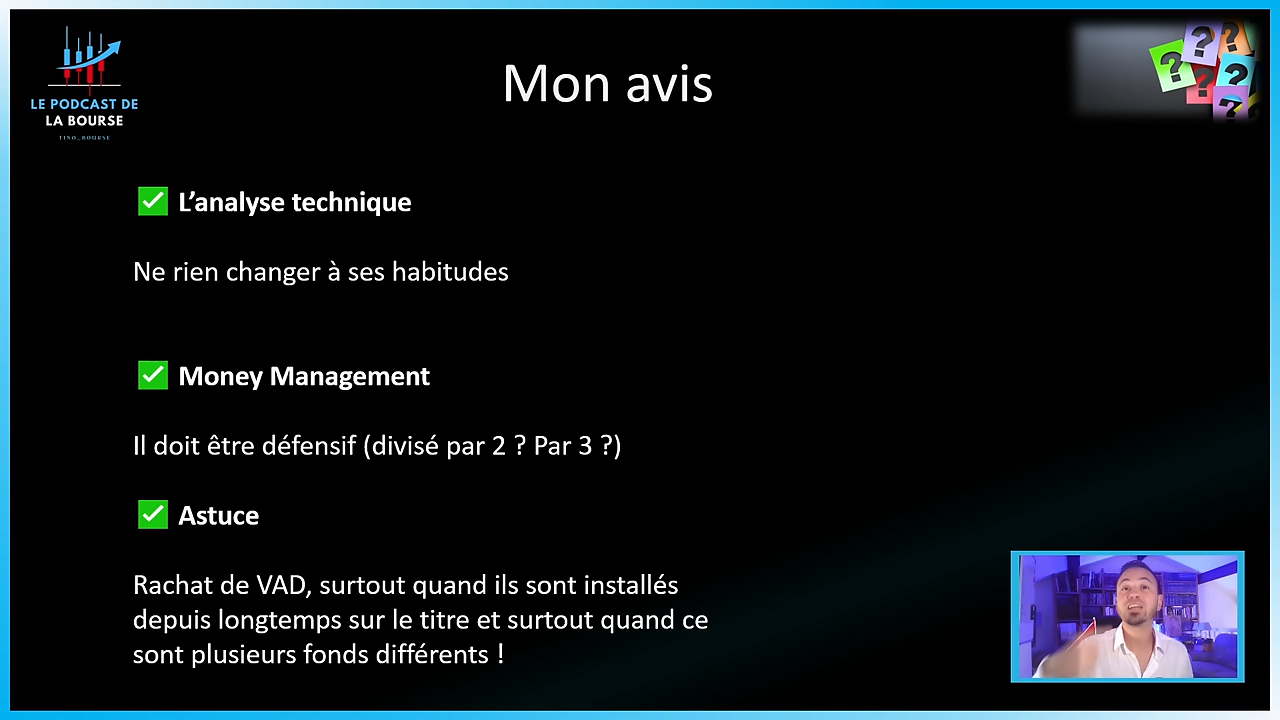 LE PODCAST DE
LA BOURSE
TINO_BOURSE
Mon avis
? ? ? ? ? ?
✅ L’analyse technique
Ne rien changer à ses habitudes
✅ Money Management
Il doit être défensif (divisé par 2 ? Par 3 ?)
✅ Astuce
Rachat de VAD, surtout quand ils sont installés
depuis longtemps sur le titre et surtout quand ce
sont plusieurs fonds différents !